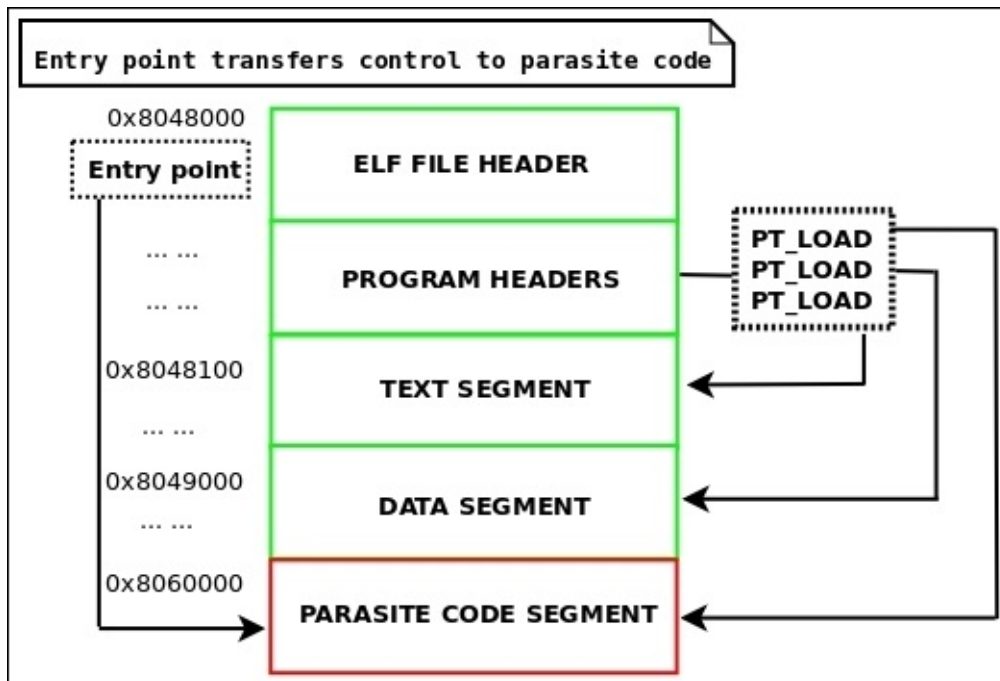 Entry point transfers control to parasite code
0x8048000
Entry point
ELF FILE HEADER
... ...
PROGRAM HEADERS
PT_LOAD
PT_LOAD
PT_LOAD
... ...
0x8048100
TEXT SEGMENT
... ...
0x8049000
DATA SEGMENT
... ...
0x8060000
PARASITE CODE SEGMENT